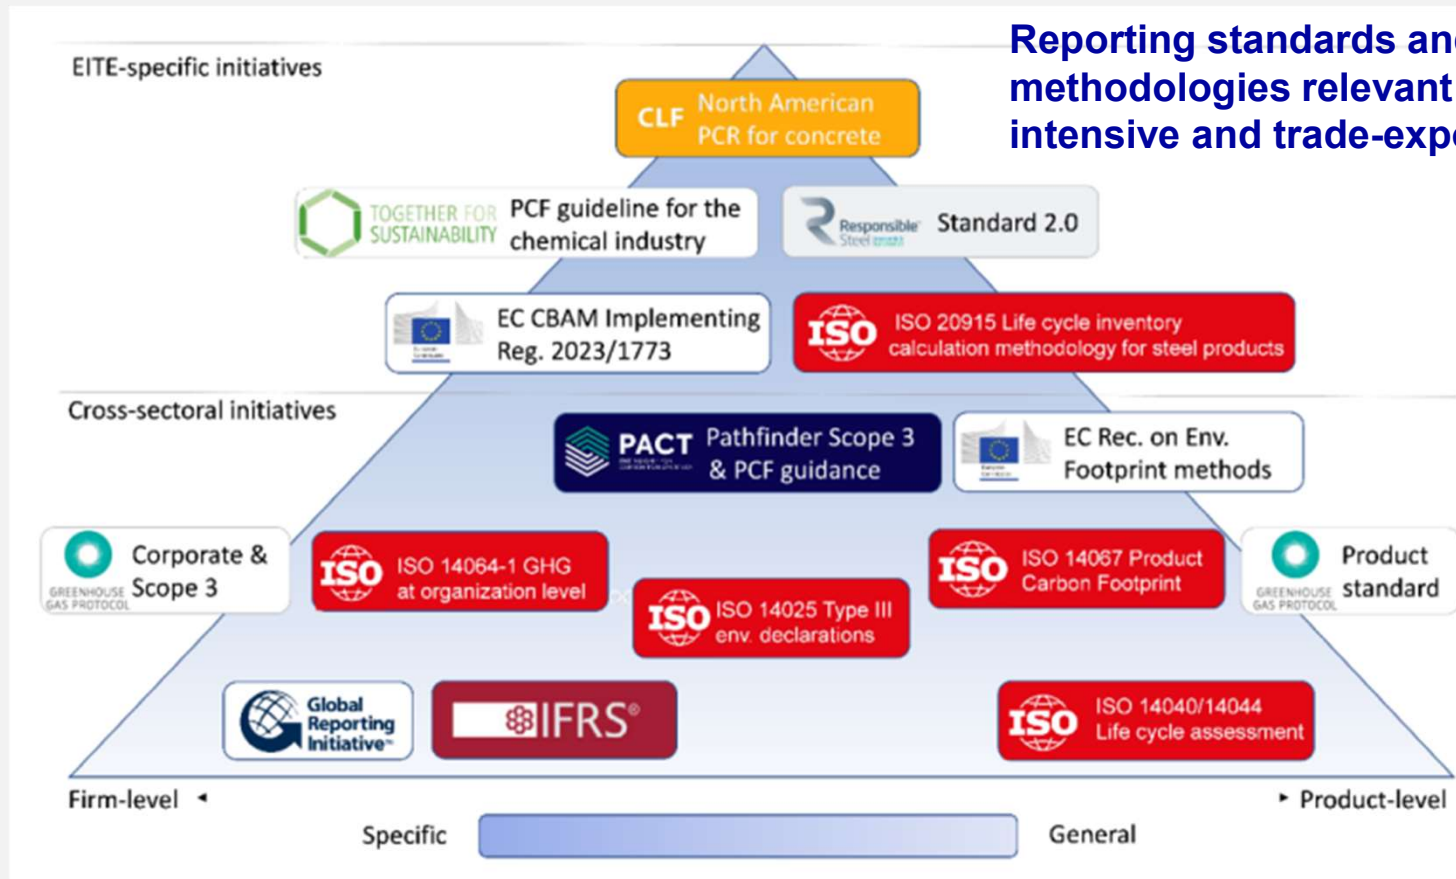 Reporting standards and
methodologies relevant
intensive and trade-expo
EITE-specific initiatives
CLF North American
PCR for concrete
TOGETHER FOR
SUSTAINABILITY
PCF guideline for the
chemical industry
Responsible
Steel
Standard 2.0
EC CBAM Implementing
Reg. 2023/1773
ISO
ISO 20915 Life cycle inventory
calculation methodology for steel products
Cross-sectoral initiatives
PACT
Pathfinder Scope 3
& PCF guidance
EC Rec. on Env.
Footprint methods
GREENHOUSE
GAS PROTOCOL
Corporate &
Scope 3
ISO
ISO 14064-1 GHG
at organization level
ISO
ISO 14025 Type III
env. declarations
ISO
ISO 14067 Product
Carbon Footprint
GREENHOUSE
GAS PROTOCOL
Product
standard
Global
Reporting
Initiative™
IFRS®
ISO
ISO 14040/14044
Life cycle assessment
Firm-level
Product-level
Specific
General